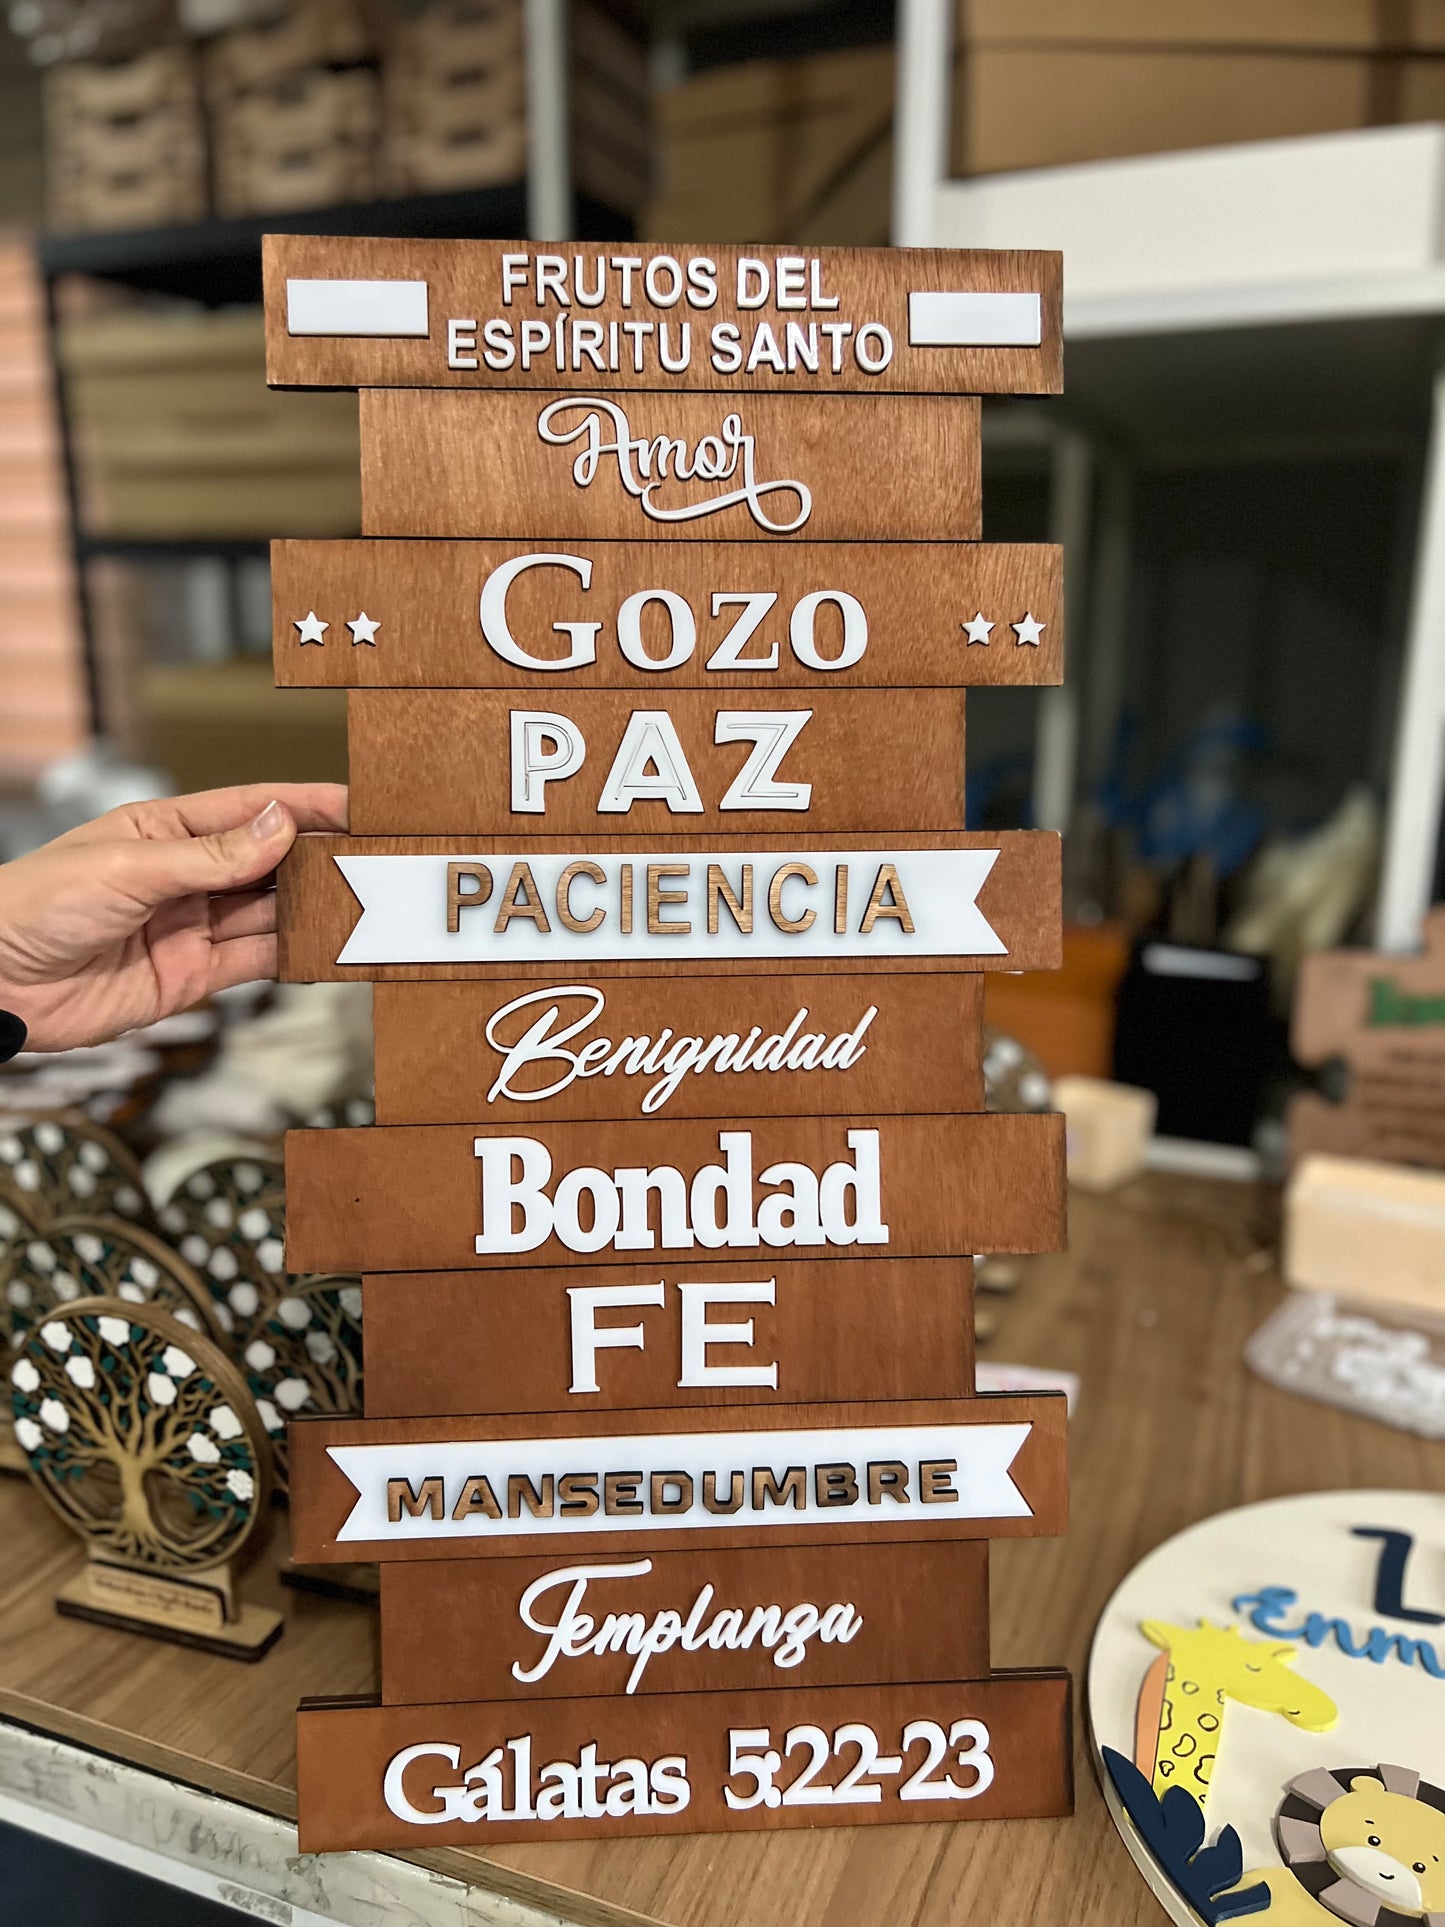 FRUTOS DEL
ESPÍRITU SANTO
Amor
Gozo
PAZ
PACIENCIA
Benignidad
Bondad
FE
MANSEDUMBRE
Templanza
Gálatas 5:22-23